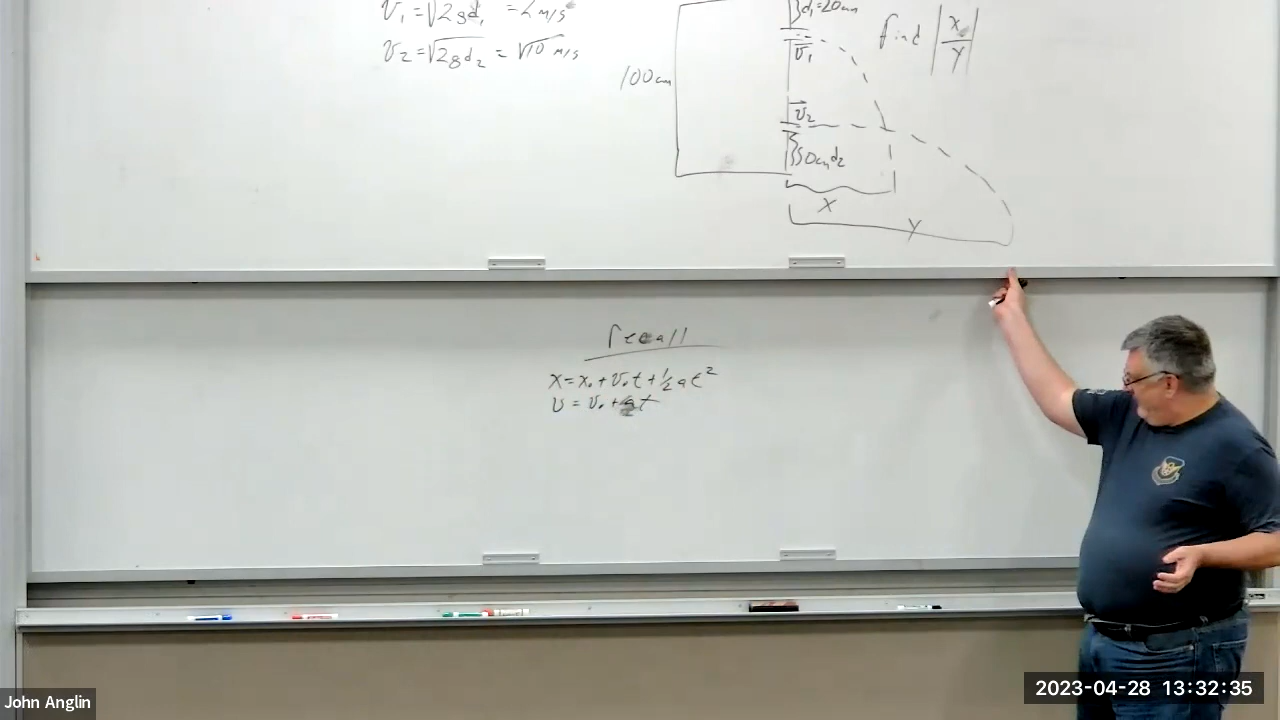 v₁ = √2gd₁ = 2 m/s
v₂ = √2gd₂ = √10 m/s
d₁=20cm
find |x/y|
v₁
100cm
v₂
50cm d₂
x
y
recall
x = x₀ + v₀t + ½at²
v = v₀ + at
John Anglin
2023-04-28 13:32:35